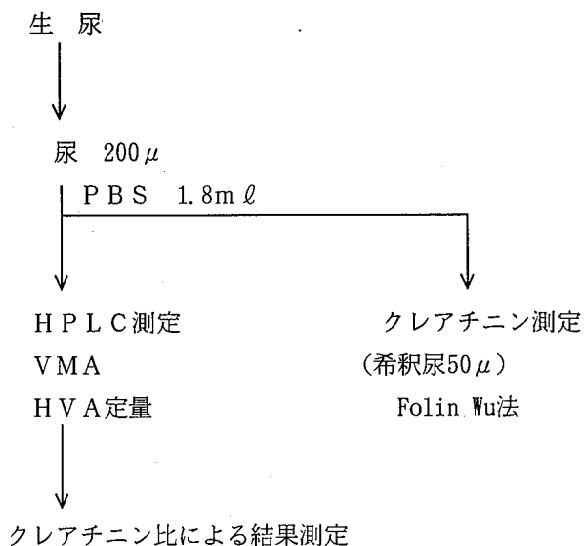 生 尿
尿 200μ
PBS 1.8mℓ
HPLC測定
VMA
HVA定量
クレアチニン測定
(希釈尿50μ)
Folin Wu法
クレアチニン比による結果測定